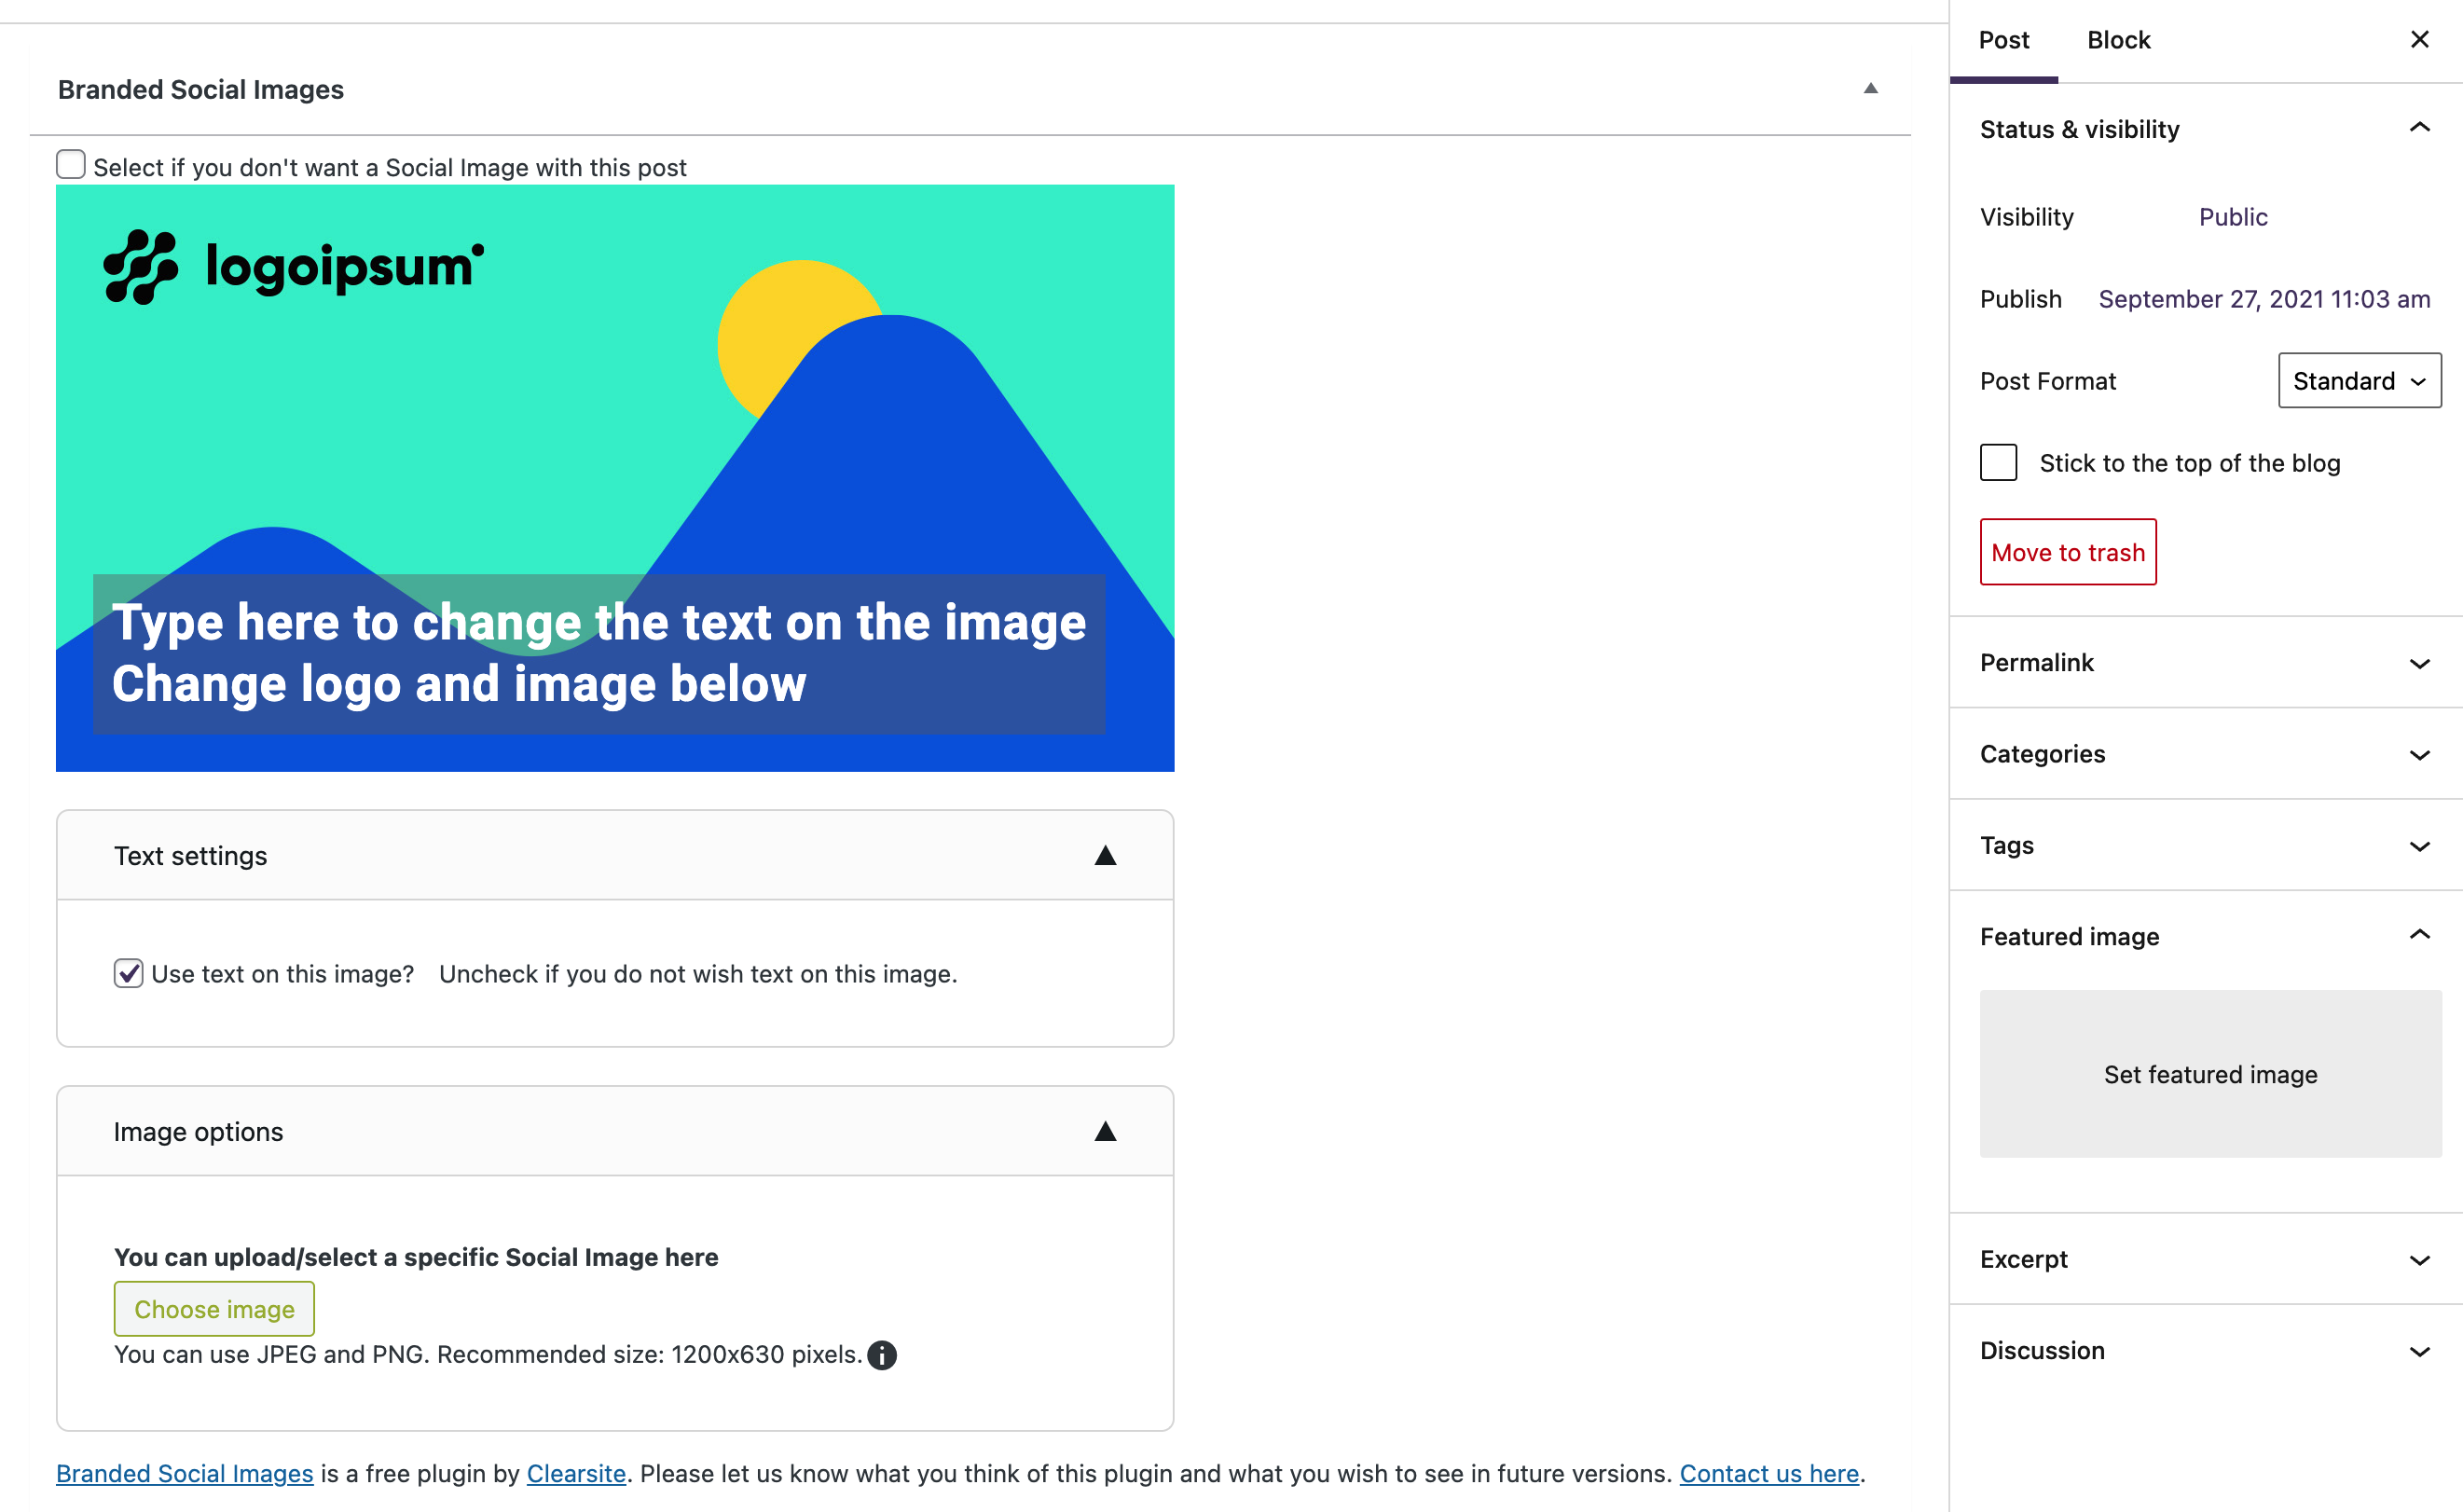 Branded Social Images
Select if you don't want a Social Image with this post
logoipsum
Type here to change the text on the image
Change logo and image below
Text settings
Use text on this image? Uncheck if you do not wish text on this image.
Image options
You can upload/select a specific Social Image here
Choose image
You can use JPEG and PNG. Recommended size: 1200x630 pixels.
Branded Social Images is a free plugin by Clearsite. Please let us know what you think of this plugin and what you wish to see in future versions. Contact us here.
Post Block
Status & visibility
Visibility Public
Publish September 27, 2021 11:03 am
Post Format Standard
Stick to the top of the blog
Move to trash
Permalink
Categories
Tags
Featured image
Set featured image
Excerpt
Discussion